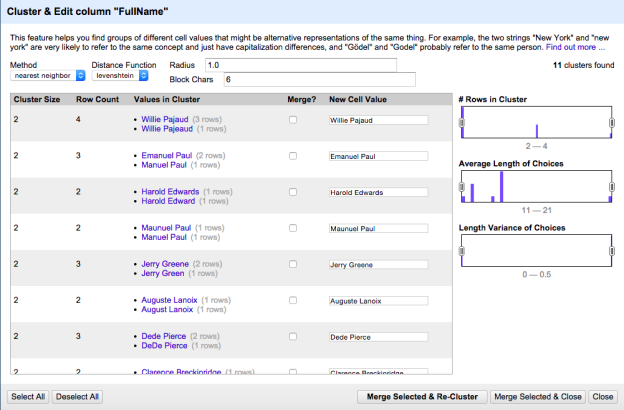 Cluster & Edit column "FullName"
This feature helps you find groups of different cell values that might be alternative representations of the same thing. For example, the two strings "New York" and "new
york" are very likely to refer to the same concept and just have capitalization differences, and "Gödel" and "Godel" probably refer to the same person. Find out more ...
Method Distance Function Radius 1.0 11 clusters found
nearest neighbor levenshtein Block Chars 6
Cluster Size Row Count Values in Cluster Merge? New Cell Value
2 4 • Willie Pajaud (3 rows) Willie Pajaud
• Willie Pajeaud (1 rows)
2 3 • Emanuel Paul (2 rows) Emanuel Paul
• Manuel Paul (1 rows)
2 2 • Harold Edwards (1 rows) Harold Edwards
• Harold Edward (1 rows)
2 2 • Maunuel Paul (1 rows) Maunuel Paul
• Manuel Paul (1 rows)
2 3 • Jerry Greene (2 rows) Jerry Greene
• Jerry Green (1 rows)
2 2 • Auguste Lanoix (1 rows) Auguste Lanoix
• August Lanoix (1 rows)
2 3 • Dede Pierce (2 rows) Dede Pierce
• DeDe Pierce (1 rows)
2 2 • Clarence Breckinridge (1 rows) Clarence Breckinridge
# Rows in Cluster
2 — 4
Average Length of Choices
11 — 21
Length Variance of Choices
0 — 0.5
Select All Deselect All Merge Selected & Re-Cluster Merge Selected & Close Close